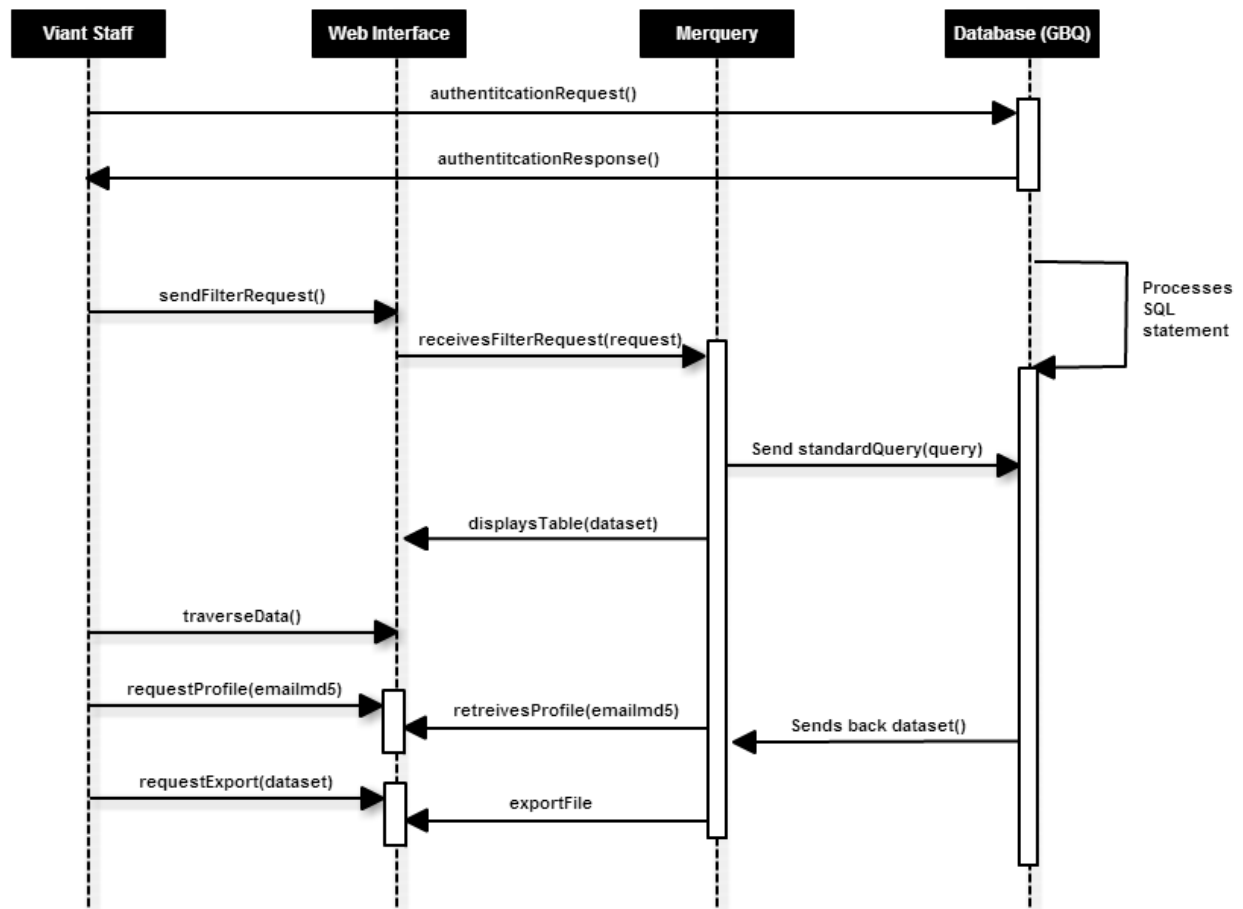 Viant Staff
Web Interface
Merquery
Database (GBQ)
authentitcationRequest()
authentitcationResponse()
sendFilterRequest()
Processes
SQL
statement
receivesFilterRequest(request)
Send standardQuery(query)
displaysTable(dataset)
traverseData()
requestProfile(emailmd5)
retreivesProfile(emailmd5)
Sends back dataset()
requestExport(dataset)
exportFile